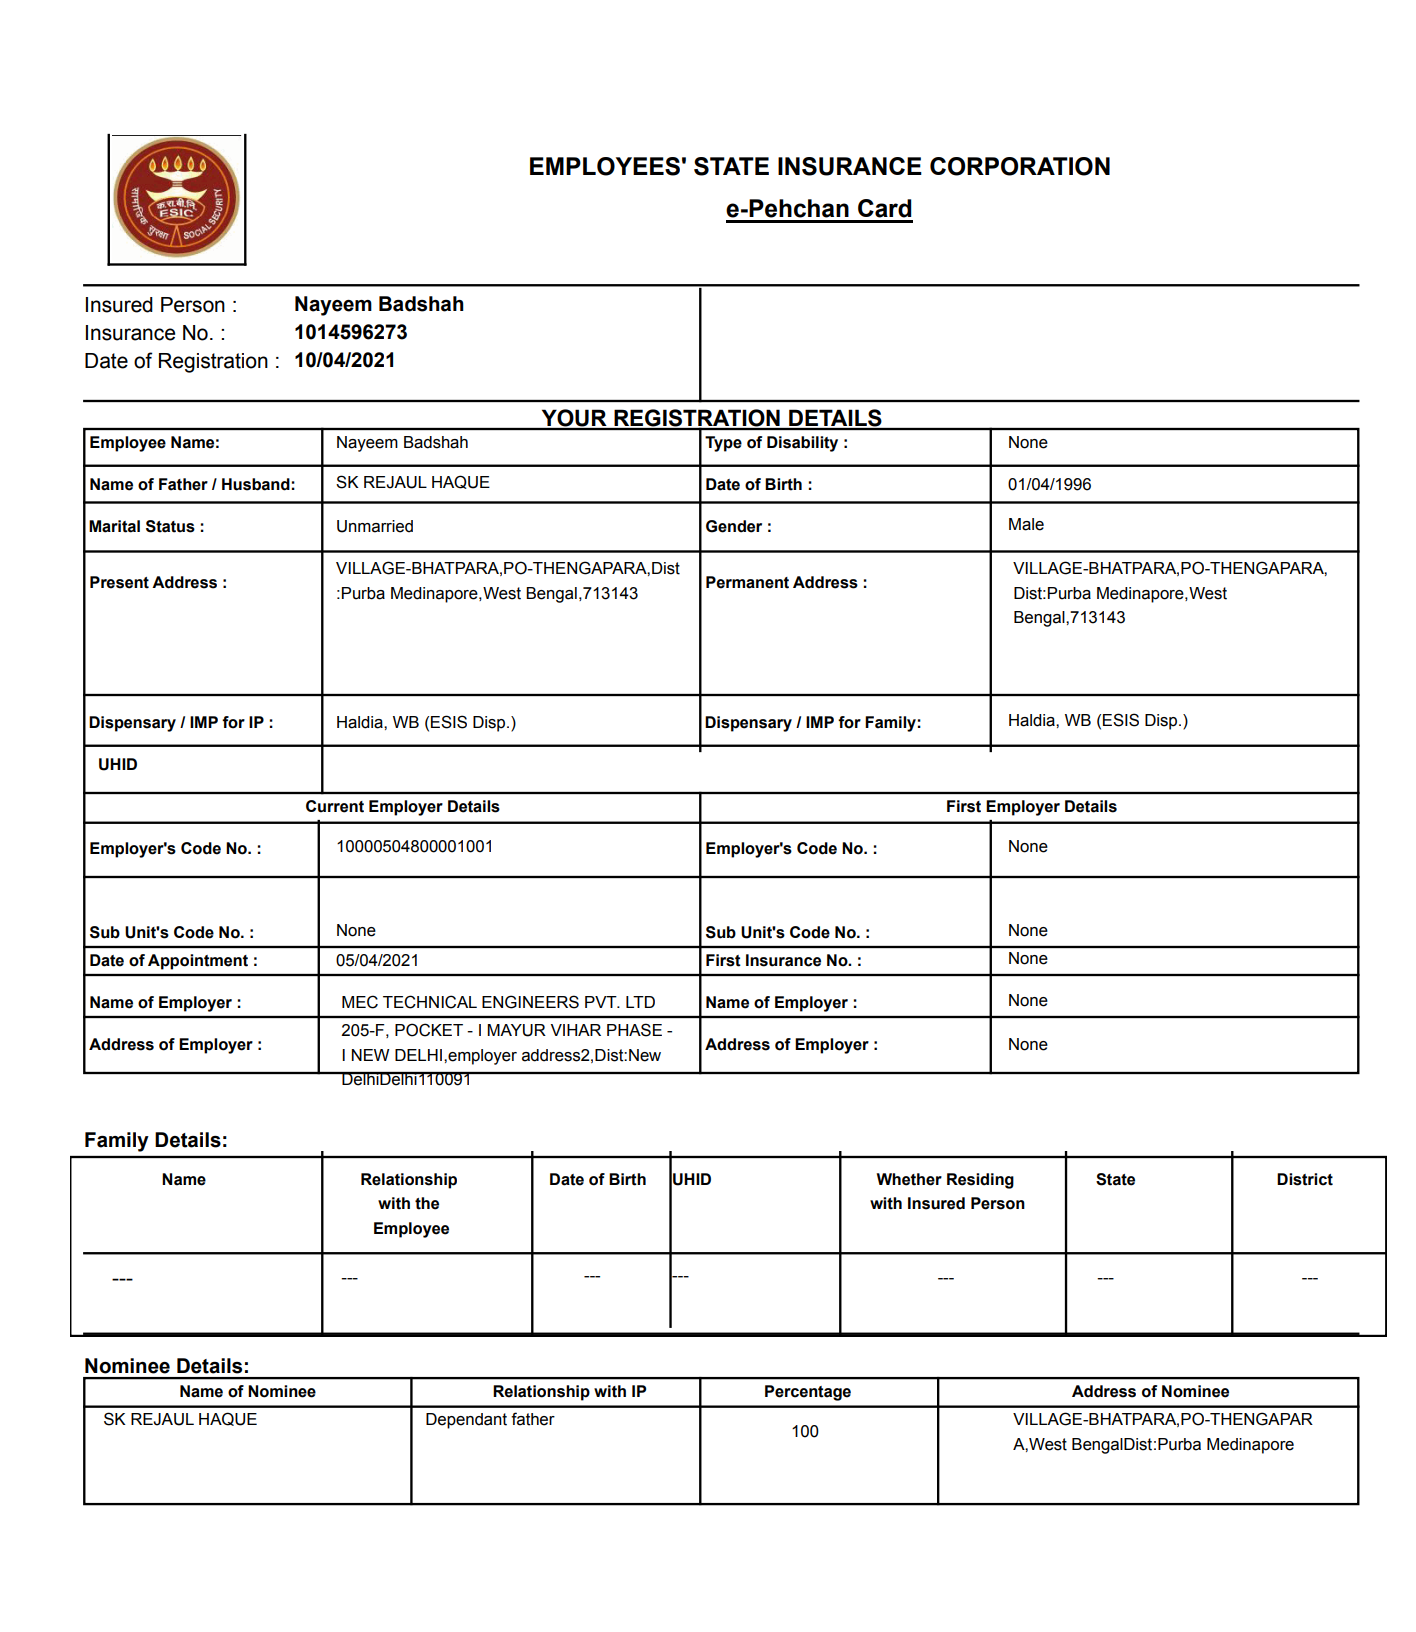 सामाजिक सुरक्षा
क.रा.बी.नि.
ESIC
SOCIAL SECURITY
EMPLOYEES' STATE INSURANCE CORPORATION
e-Pehchan Card
Insured Person : Nayeem Badshah
Insurance No. : 1014596273
Date of Registration : 10/04/2021
YOUR REGISTRATION DETAILS
Employee Name: Nayeem Badshah Type of Disability : None
Name of Father / Husband: SK REJAUL HAQUE Date of Birth : 01/04/1996
Marital Status : Unmarried Gender : Male
Present Address : VILLAGE-BHATPARA,PO-THENGAPARA,Dist
:Purba Medinapore,West Bengal,713143
Permanent Address : VILLAGE-BHATPARA,PO-THENGAPARA,
Dist:Purba Medinapore,West
Bengal,713143
Dispensary / IMP for IP : Haldia, WB (ESIS Disp.) Dispensary / IMP for Family: Haldia, WB (ESIS Disp.)
UHID
Current Employer Details First Employer Details
Employer's Code No. : 10000504800001001 Employer's Code No. : None
Sub Unit's Code No. : None Sub Unit's Code No. : None
Date of Appointment : 05/04/2021 First Insurance No. : None
Name of Employer : MEC TECHNICAL ENGINEERS PVT. LTD Name of Employer : None
Address of Employer : 205-F, POCKET - I MAYUR VIHAR PHASE -
I NEW DELHI,employer address2,Dist:New
DelhiDelhi110091
Address of Employer : None
Family Details:
Name Relationship with the Employee Date of Birth UHID Whether Residing with Insured Person State District
--- --- --- --- --- --- ---
Nominee Details:
Name of Nominee Relationship with IP Percentage Address of Nominee
SK REJAUL HAQUE Dependant father 100 VILLAGE-BHATPARA,PO-THENGAPAR
A,West BengalDist:Purba Medinapore